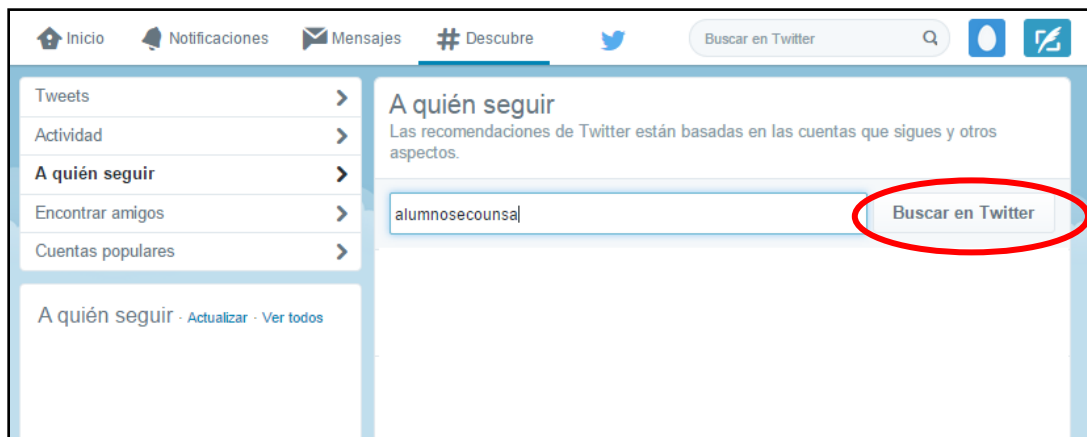 Inicio Notificaciones Mensajes # Descubre Buscar en Twitter
Tweets
Actividad
A quién seguir
Encontrar amigos
Cuentas populares
A quién seguir · Actualizar · Ver todos
A quién seguir
Las recomendaciones de Twitter están basadas en las cuentas que sigues y otros
aspectos.
alumnosecounsa Buscar en Twitter